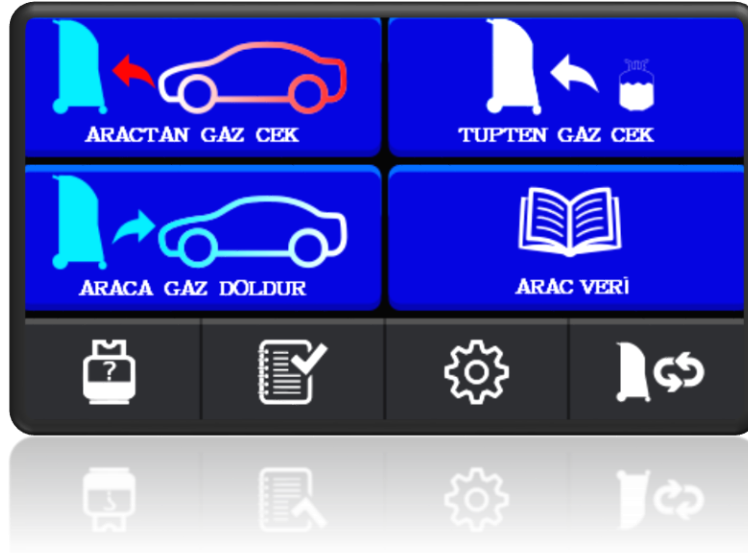 ARACTAN GAZ CEK
TUPTEN GAZ CEK
ARACA GAZ DOLDUR
ARAC VERİ
?